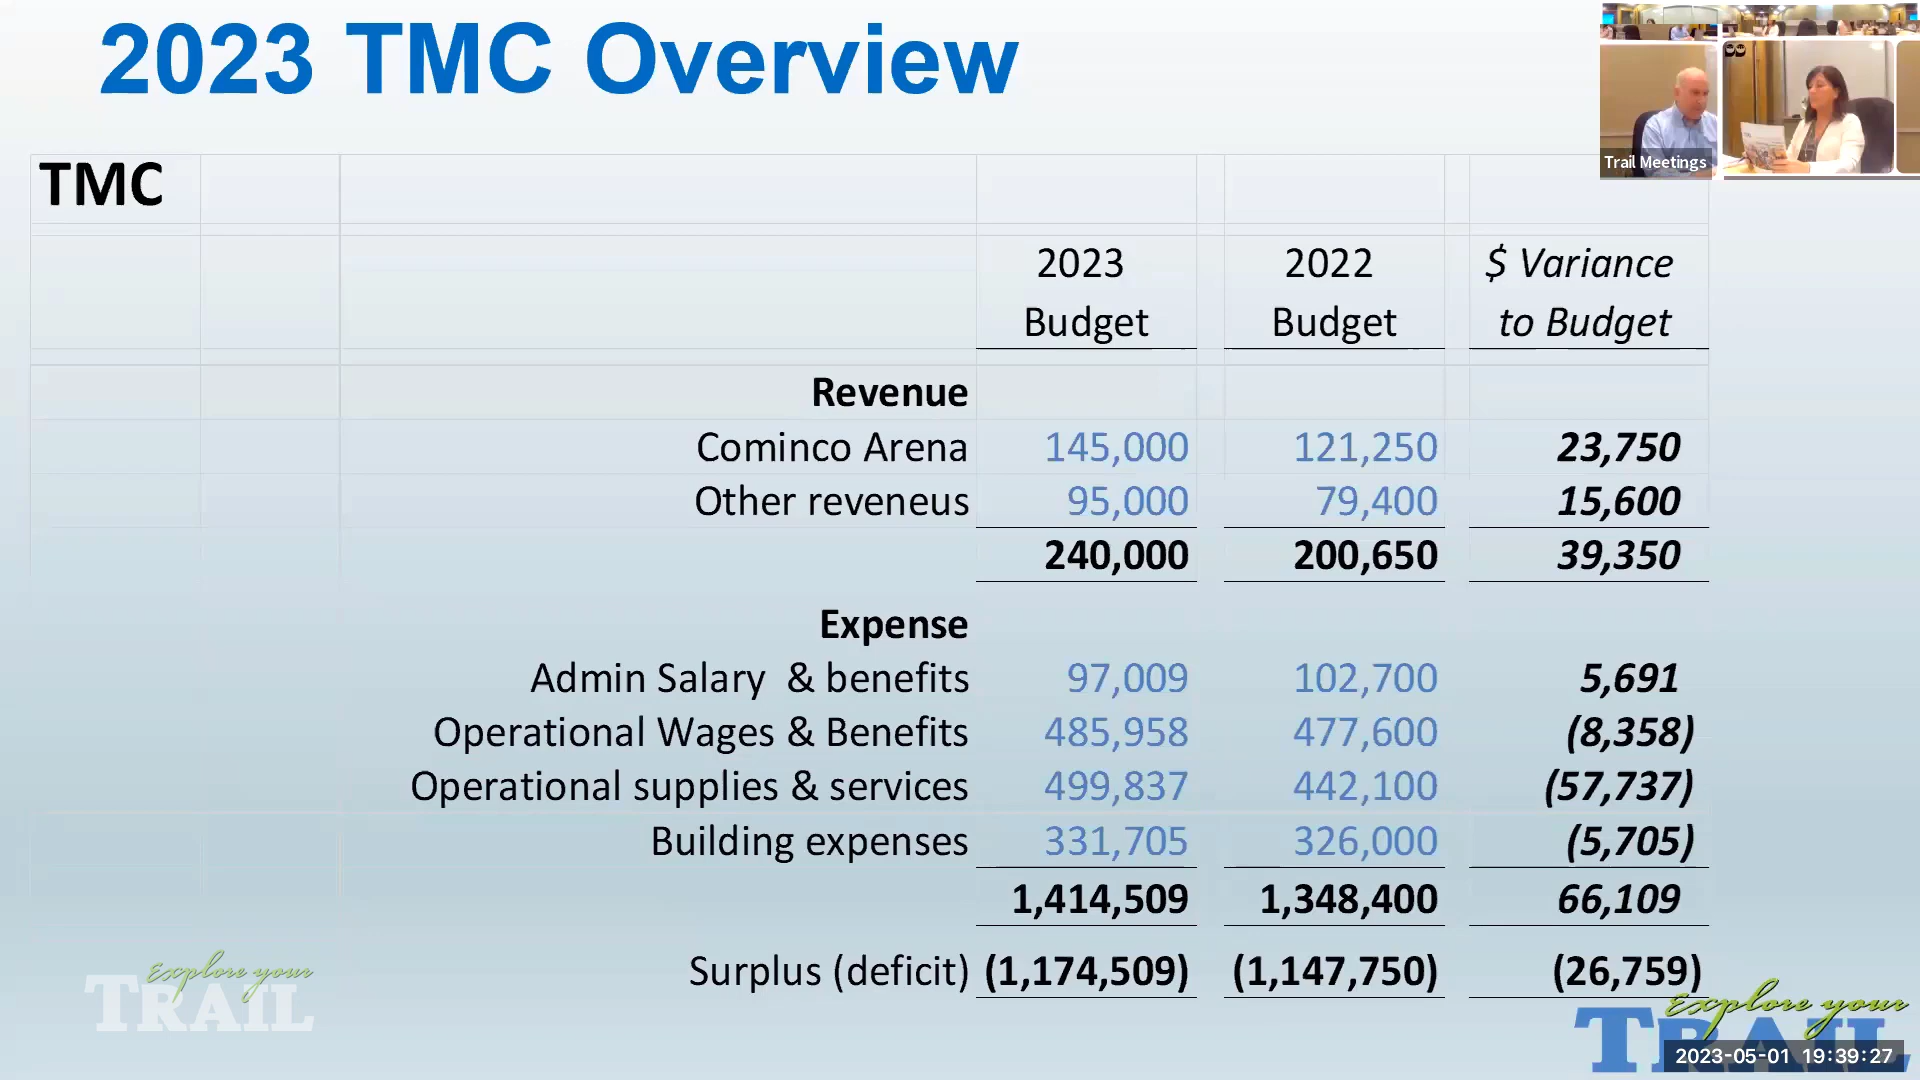 2023 TMC Overview
Trail Meetings
TMC
2023 Budget 2022 Budget $ Variance to Budget
Revenue
Cominco Arena 145,000 121,250 23,750
Other reveneus 95,000 79,400 15,600
240,000 200,650 39,350
Expense
Admin Salary & benefits 97,009 102,700 5,691
Operational Wages & Benefits 485,958 477,600 (8,358)
Operational supplies & services 499,837 442,100 (57,737)
Building expenses 331,705 326,000 (5,705)
1,414,509 1,348,400 66,109
Surplus (deficit) (1,174,509) (1,147,750) (26,759)
Explore your
TRAIL
Explore your
TRAIL
2023-05-01 19:39:27